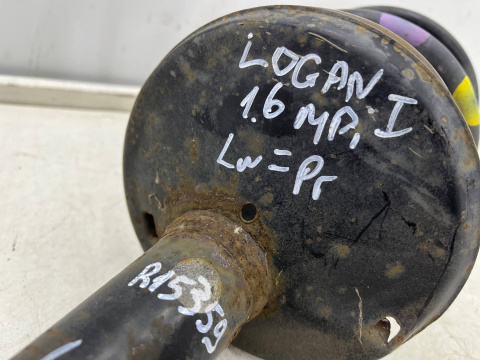 LOGAN I
1.6 MPI,
Lw = Pr
R15359